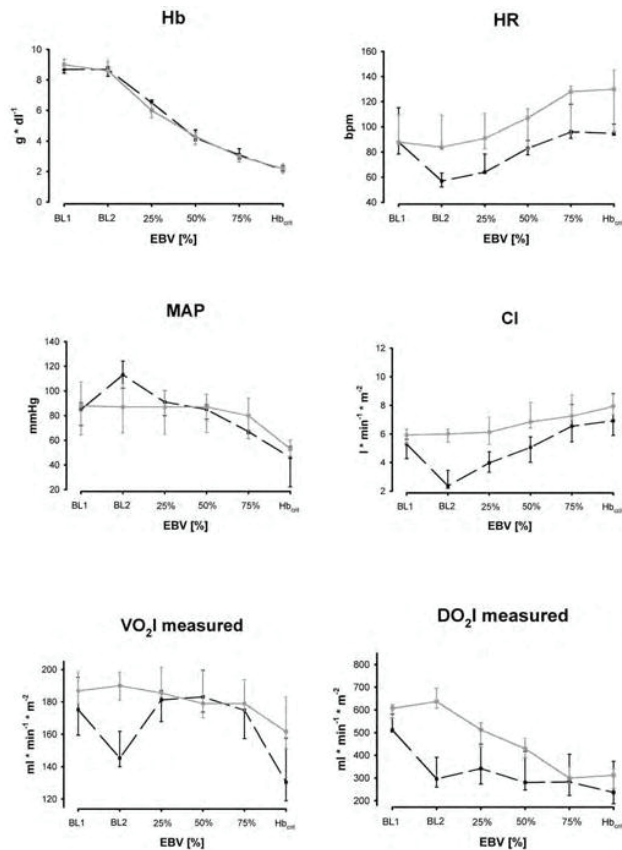 Hb
g * dl-1
10
8
6
4
2
0
BL1 BL2 25% 50% 75% Hbcrit
EBV [%]
HR
bpm
160
140
120
100
80
60
40
BL1 BL2 25% 50% 75% Hbcrit
EBV [%]
MAP
mmHg
140
120
100
80
60
40
20
BL1 BL2 25% 50% 75% Hbcrit
EBV [%]
CI
l * min-1 * m-2
12
10
8
6
4
2
BL1 BL2 25% 50% 75% Hbcrit
EBV [%]
VO2I measured
ml * min-1 * m-2
200
180
160
140
120
BL1 BL2 25% 50% 75% Hbcrit
EBV [%]
DO2I measured
ml * min-1 * m-2
800
700
600
500
400
300
200
BL1 BL2 25% 50% 75% Hbcrit
EBV [%]